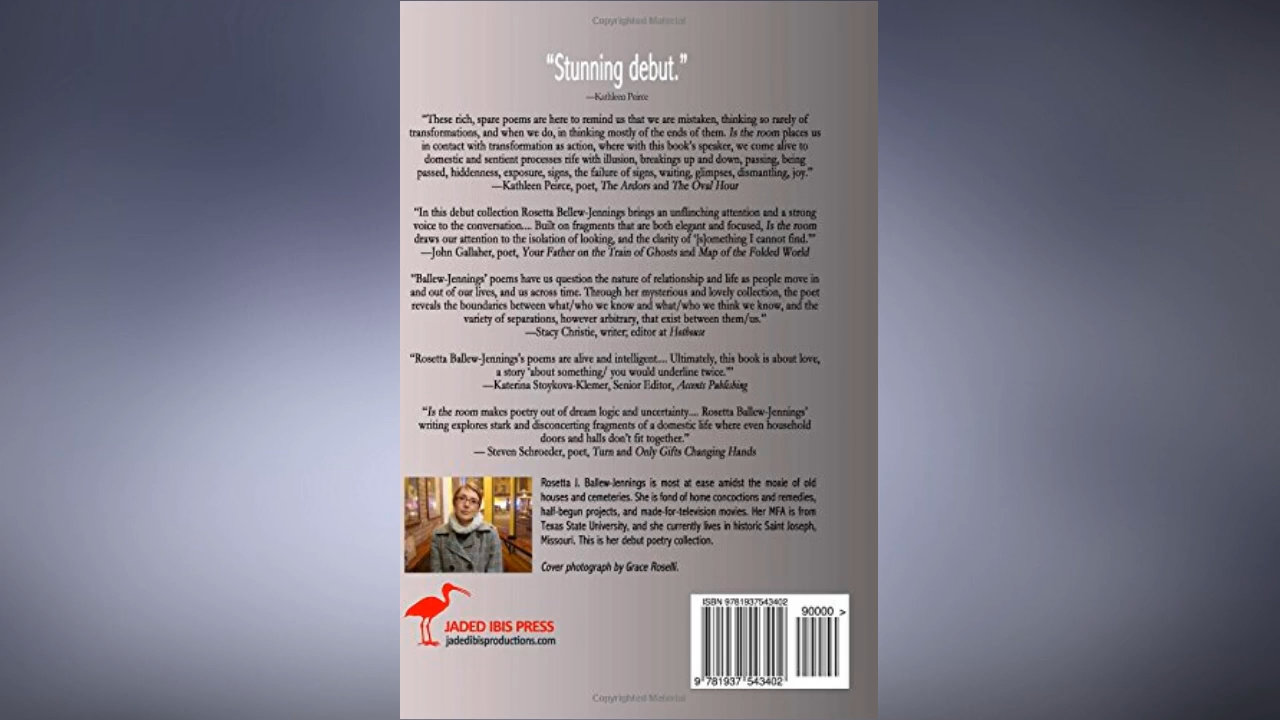 Copyrighted Material
“Stunning debut.”
—Kathleen Peirce
“These rich, spare poems are here to remind us that we are mistaken, thinking so rarely of
transformations, and when we do, in thinking mostly of the ends of them. Is the room places us
in contact with transformation as action, where with this book's speaker, we come alive to
domestic and sentient processes rife with illusion, breakings up and down, passing, being
passed, hiddenness, exposure, signs, the failure of signs, waiting, glimpses, dismantling, joy.”
—Kathleen Peirce, poet, The Ardors and The Oval Hour
“In this debut collection Rosetta Bellew-Jennings brings an unflinching attention and a strong
voice to the conversation.... Built on fragments that are both elegant and focused, Is the room
draws our attention to the isolation of looking, and the clarity of ‘[s]omething I cannot find.’”
—John Gallaher, poet, Your Father on the Train of Ghosts and Map of the Folded World
“Ballew-Jennings’ poems have us question the nature of relationship and life as people move in
and out of our lives, and us across time. Through her mysterious and lovely collection, the poet
reveals the boundaries between what/who we know and what/who we think we know, and the
variety of separations, however arbitrary, that exist between them/us.”
—Stacy Christie, writer; editor at Hothouse
“Rosetta Ballew-Jennings’s poems are alive and intelligent.... Ultimately, this book is about love,
a story ‘about something/ you would underline twice.’”
—Katerina Stoykova-Klemer, Senior Editor, Accents Publishing
“Is the room makes poetry out of dream logic and uncertainty.... Rosetta Ballew-Jennings’
writing explores stark and disconcerting fragments of a domestic life where even household
doors and halls don’t fit together.”
— Steven Schroeder, poet, Turn and Only Gifts Changing Hands
Rosetta J. Ballew-Jennings is most at ease amidst the moxie of old
houses and cemeteries. She is fond of home concoctions and remedies,
half-begun projects, and made-for-television movies. Her MFA is from
Texas State University, and she currently lives in historic Saint Joseph,
Missouri. This is her debut poetry collection.
Cover photograph by Grace Roselli.
JADED IBIS PRESS
jadedibisproductions.com
ISBN 9781937543402
90000 >
9 781937 543402
Copyrighted Material